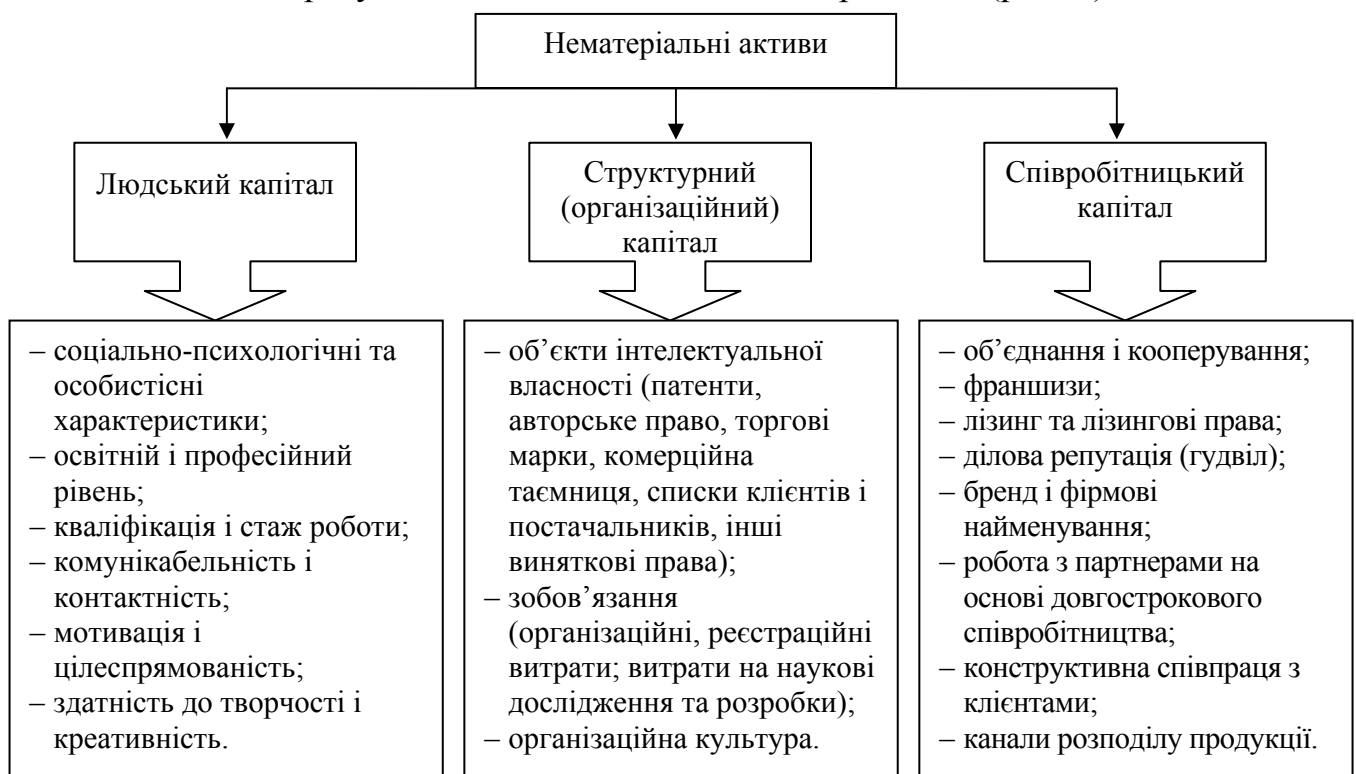 Нематеріальні активи
Людський капітал
Структурний
(організаційний)
капітал
Співробітницький
капітал
– соціально-психологічні та
особистісні
характеристики;
– освітній і професійний
рівень;
– кваліфікація і стаж роботи;
– комунікабельність і
контактність;
– мотивація і
цілеспрямованість;
– здатність до творчості і
креативність.
– об’єкти інтелектуальної
власності (патенти,
авторське право, торгові
марки, комерційна
таємниця, списки клієнтів і
постачальників, інші
виняткові права);
– зобов’язання
(організаційні, реєстраційні
витрати; витрати на наукові
дослідження та розробки);
– організаційна культура.
– об’єднання і кооперування;
– франшизи;
– лізинг та лізингові права;
– ділова репутація (гудвіл);
– бренд і фірмові
найменування;
– робота з партнерами на
основі довгострокового
співробітництва;
– конструктивна співпраця з
клієнтами;
– канали розподілу продукції.